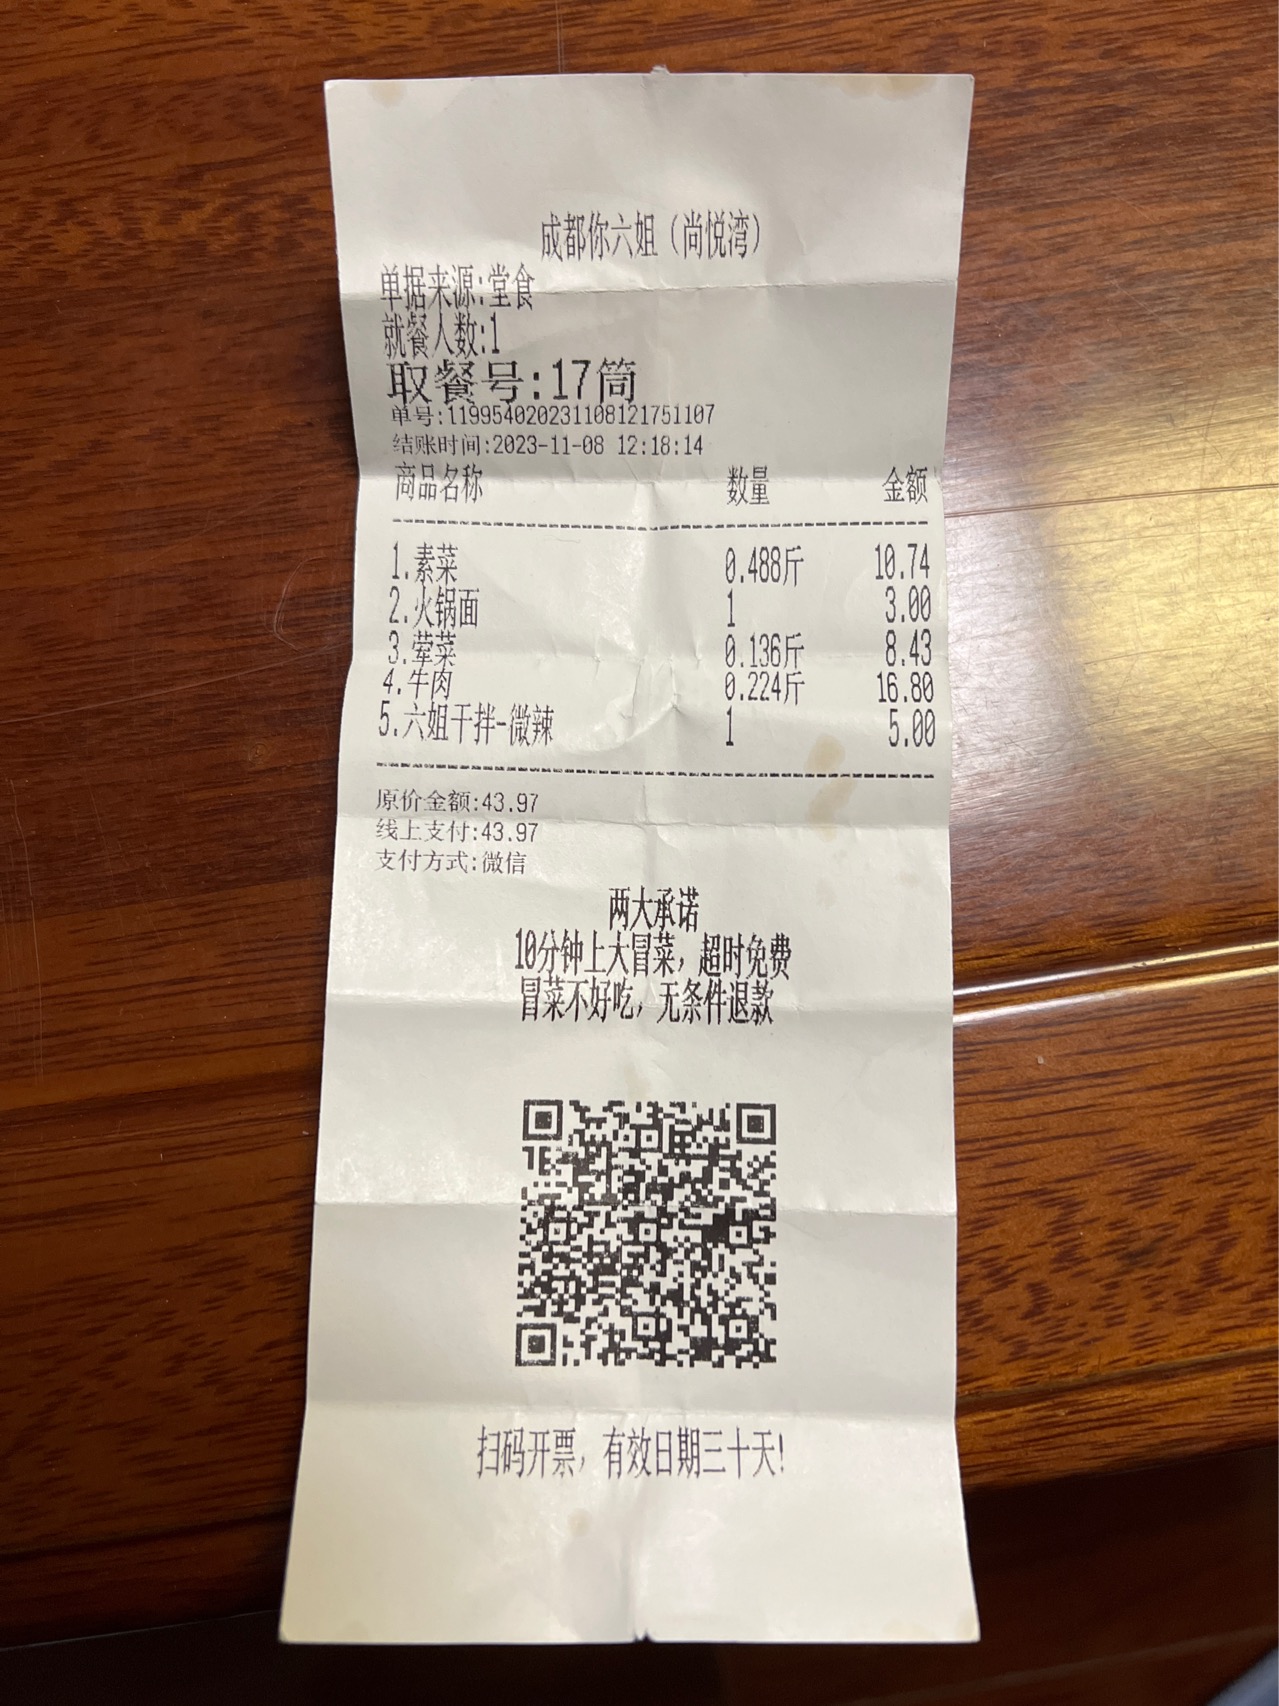 成都你六姐（尚悦湾）
单据来源:堂食
就餐人数:1
取餐号:17筒
单号:119954020231108121751107
结账时间:2023-11-08 12:18:14
商品名称 数量 金额
1.素菜 0.488斤 10.74
2.火锅面 1 3.00
3.荤菜 0.136斤 8.43
4.牛肉 0.224斤 16.80
5.六姐干拌-微辣 1 5.00
原价金额:43.97
线上支付:43.97
支付方式:微信
两大承诺
10分钟上大冒菜，超时免费
冒菜不好吃，无条件退款
扫码开票，有效日期三十天!